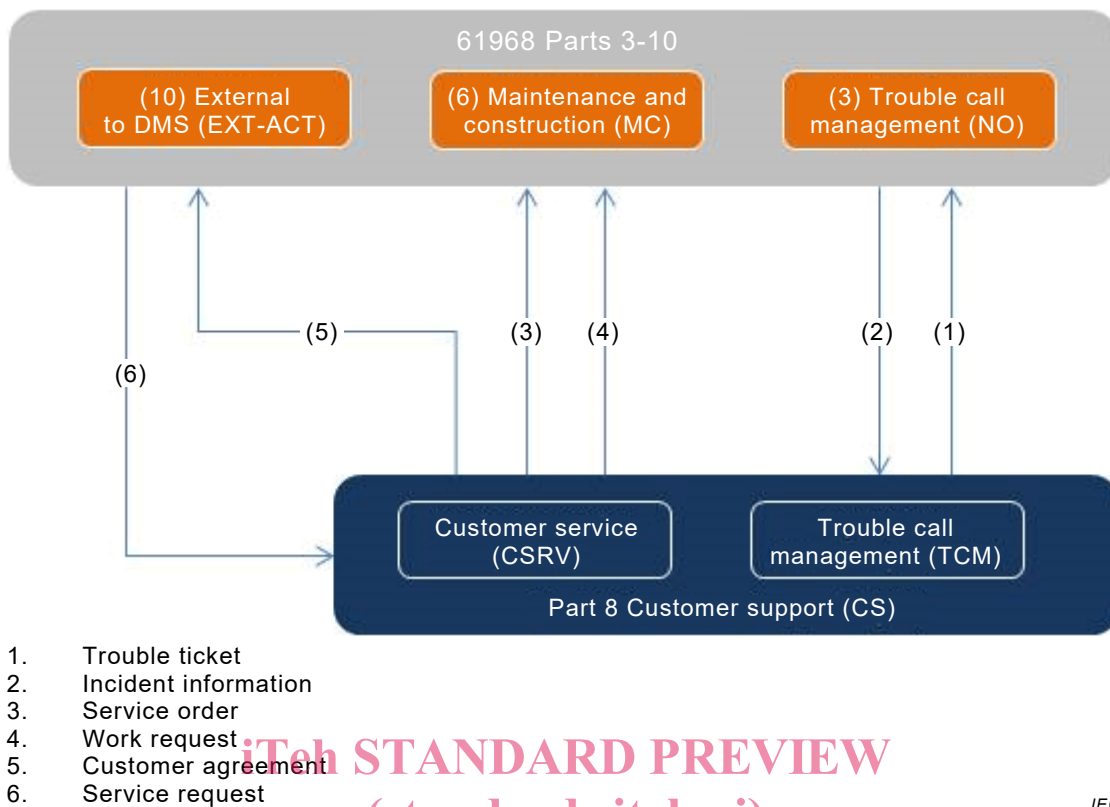 61968 Parts 3-10
(10) External
to DMS (EXT-ACT)
(6) Maintenance and
construction (MC)
(3) Trouble call
management (NO)
(5)
(3)
(4)
(2)
(1)
(6)
Customer service
(CSRV)
Trouble call
management (TCM)
Part 8 Customer support (CS)
1. Trouble ticket
2. Incident information
3. Service order
4. Work request
5. Customer agreement
6. Service request
iTeh STANDARD PREVIEW